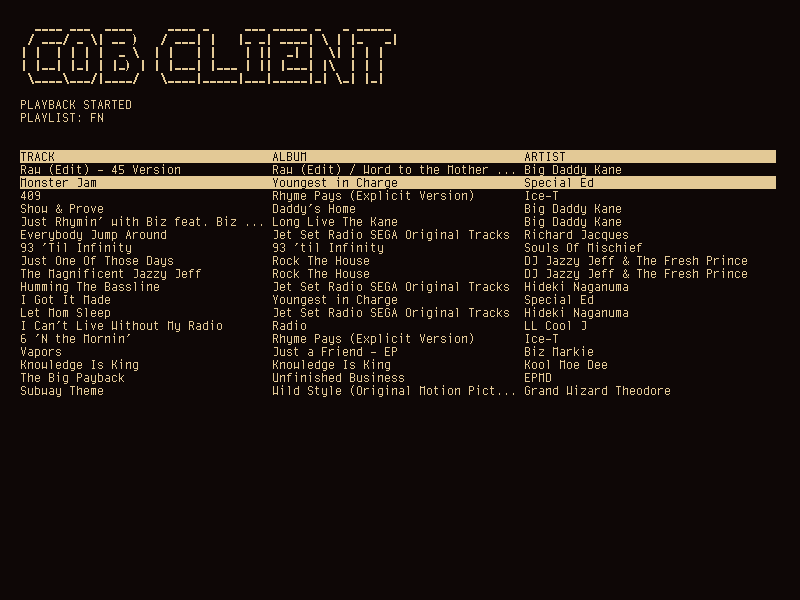 COB CLIENT
PLAYBACK STARTED
PLAYLIST: FN
TRACK ALBUM ARTIST
Raw (Edit) - 45 Version Raw (Edit) / Word to the Mother ... Big Daddy Kane
Monster Jam Youngest in Charge Special Ed
409 Rhyme Pays (Explicit Version) Ice-T
Show & Prove Daddy's Home Big Daddy Kane
Just Rhymin' with Biz feat. Biz ... Long Live The Kane Big Daddy Kane
Everybody Jump Around Jet Set Radio SEGA Original Tracks Richard Jacques
93 'Til Infinity 93 'til Infinity Souls Of Mischief
Just One Of Those Days Rock The House DJ Jazzy Jeff & The Fresh Prince
The Magnificent Jazzy Jeff Rock The House DJ Jazzy Jeff & The Fresh Prince
Humming The Bassline Jet Set Radio SEGA Original Tracks Hideki Naganuma
I Got It Made Youngest in Charge Special Ed
Let Mom Sleep Jet Set Radio SEGA Original Tracks Hideki Naganuma
I Can't Live Without My Radio Radio LL Cool J
6 'N the Mornin' Rhyme Pays (Explicit Version) Ice-T
Vapors Just a Friend - EP Biz Markie
Knowledge Is King Knowledge Is King Kool Moe Dee
The Big Payback Unfinished Business EPMD
Subway Theme Wild Style (Original Motion Pict... Grand Wizard Theodore